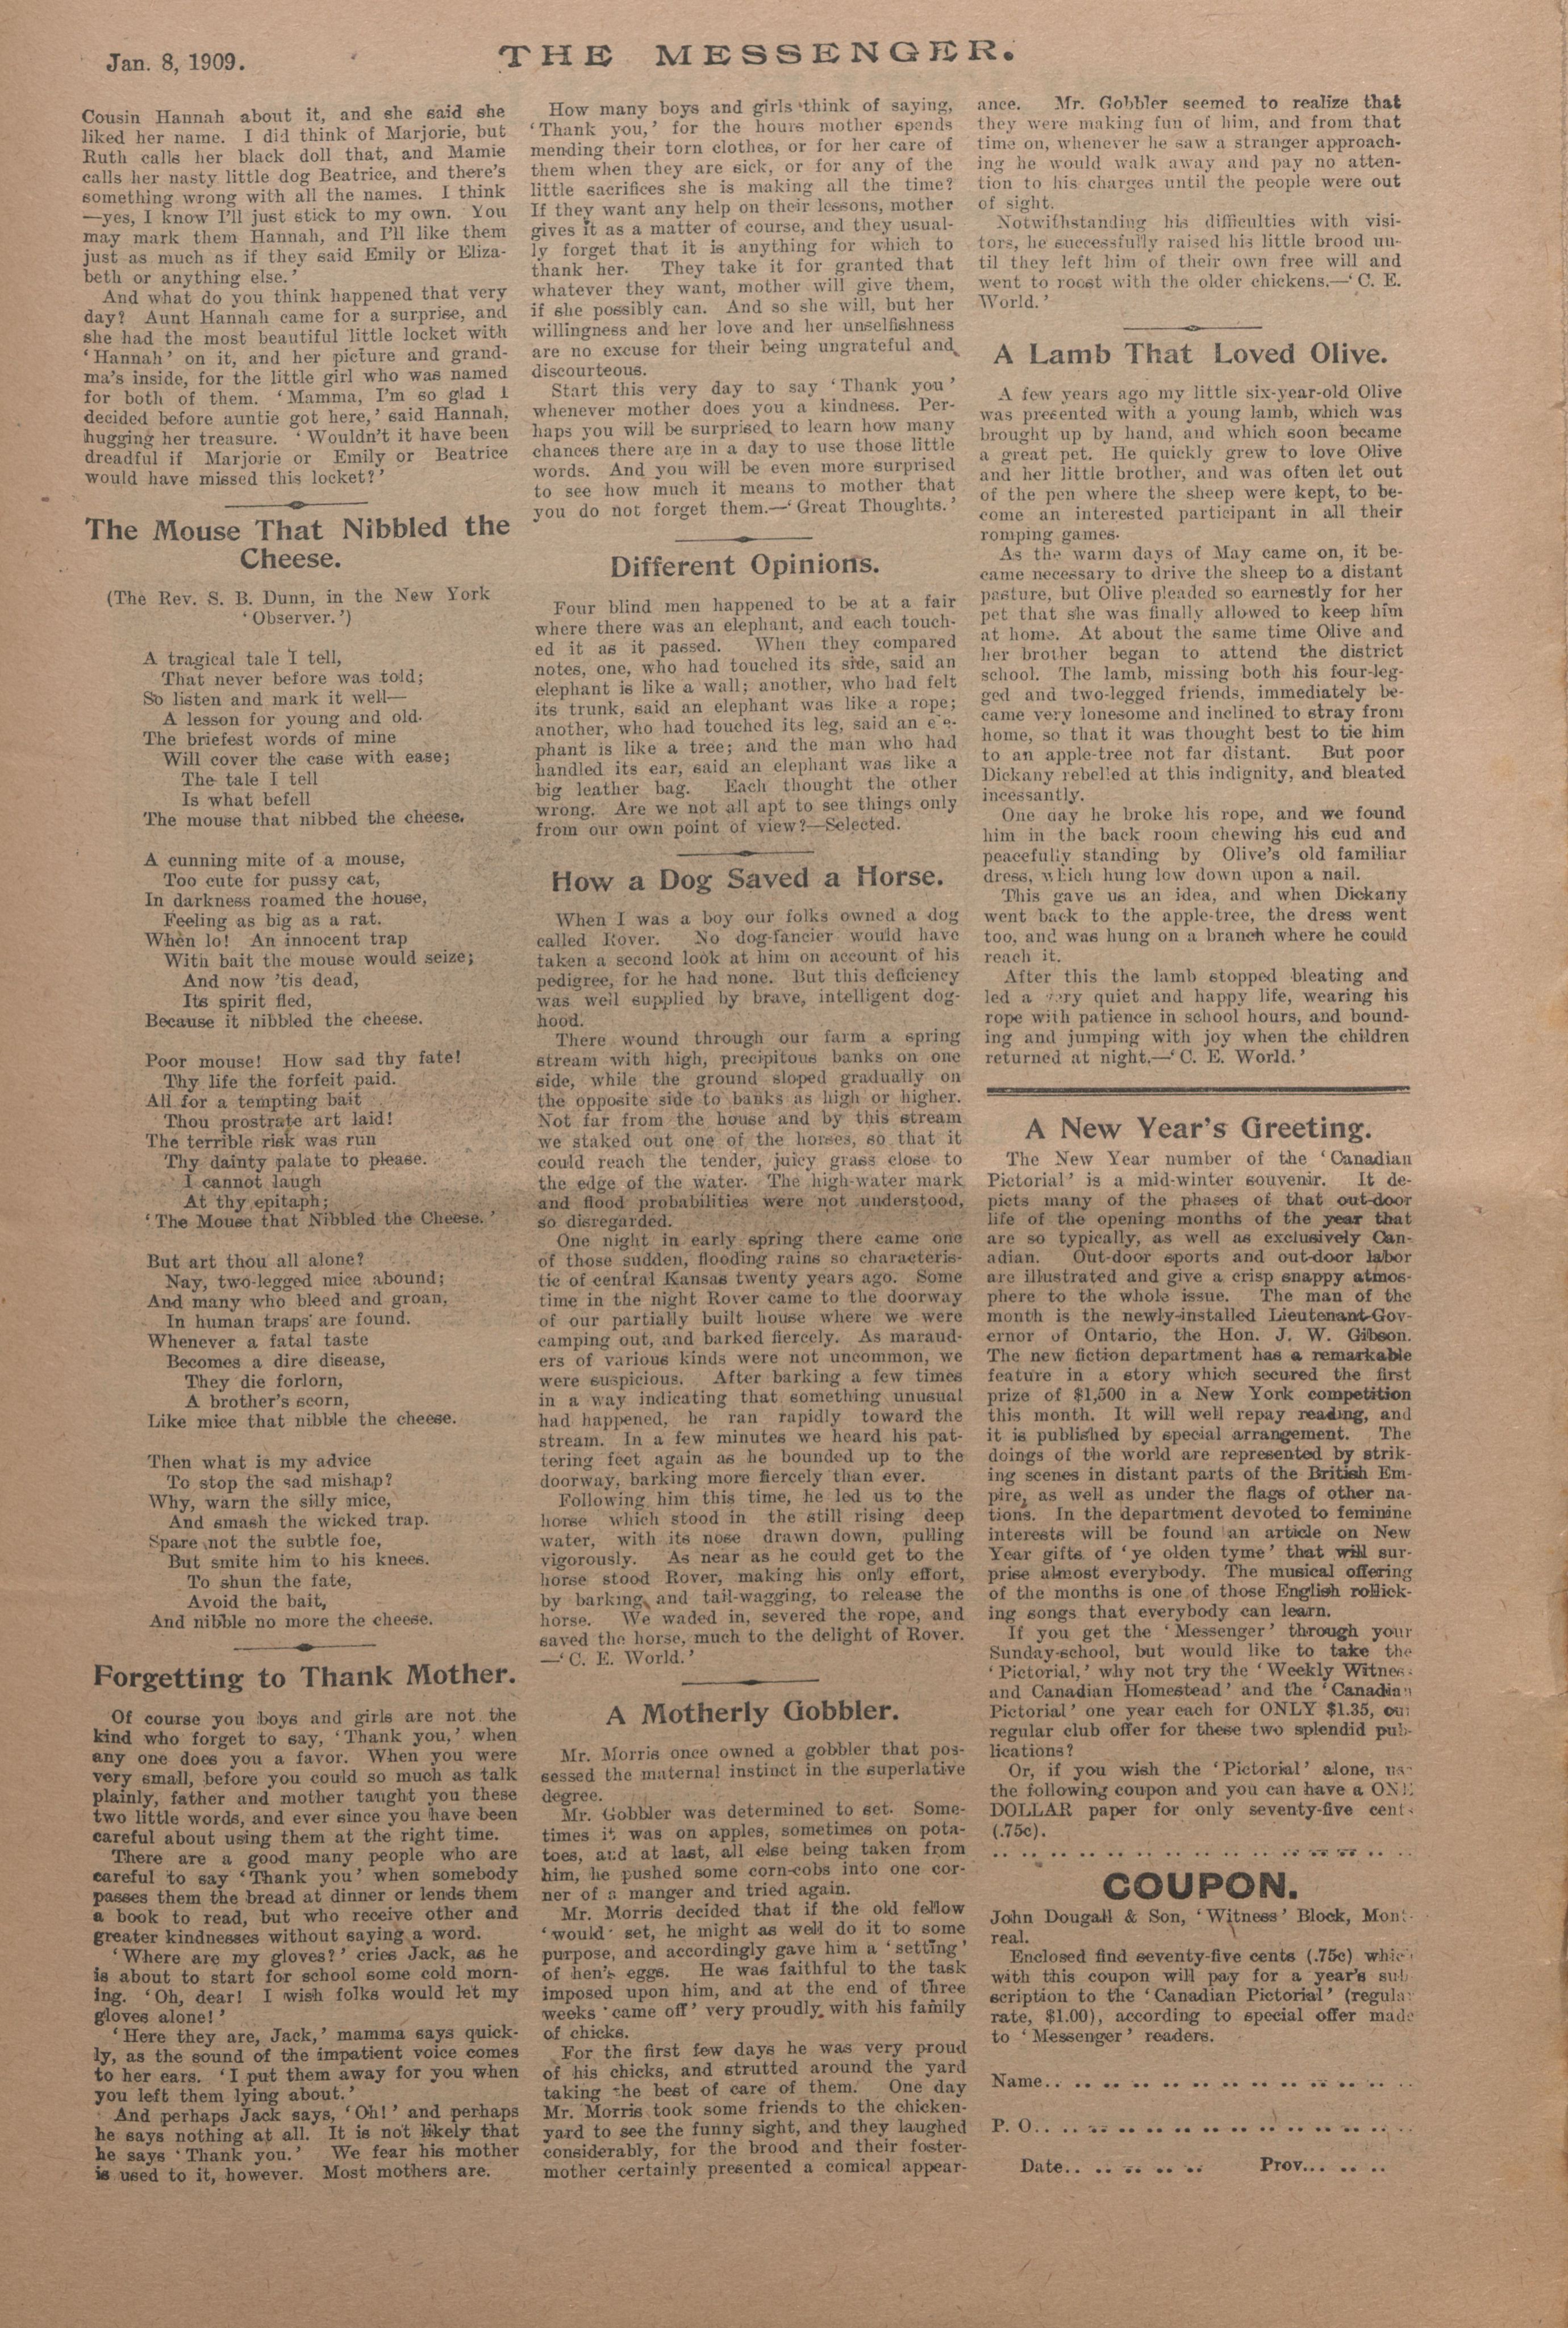 Jan. 8, 1909.
THE MESSENGER.
Cousin Hannah about it, and she said she
liked her name. I did think of Marjorie, but
Ruth calls her black doll that, and Mamie
calls her nasty little dog Beatrice, and there's
something wrong with all the names. I think
—yes, I know I'll just stick to my own. You
may mark them Hannah, and I'll like them
just as much as if they said Emily or Eliza-
beth or anything else.'
And what do you think happened that very
day? Aunt Hannah came for a surprise, and
she had the most beautiful little locket with
'Hannah' on it, and her picture and grand-
ma's inside, for the little girl who was named
for both of them. 'Mamma, I'm so glad I
decided before auntie got here,' said Hannah,
hugging her treasure. 'Wouldn't it have been
dreadful if Marjorie or Emily or Beatrice
would have missed this locket?'
The Mouse That Nibbled the
Cheese.
(The Rev. S. B. Dunn, in the New York
'Observer.')
A tragical tale I tell,
That never before was told;
So listen and mark it well—
A lesson for young and old.
The briefest words of mine
Will cover the case with ease;
The tale I tell
Is what befell
The mouse that nibbed the cheese.
A cunning mite of a mouse,
Too cute for pussy cat,
In darkness roamed the house,
Feeling as big as a rat.
When lo! An innocent trap
With bait the mouse would seize;
And now 'tis dead,
Its spirit fled,
Because it nibbled the cheese.
Poor mouse! How sad thy fate!
Thy life the forfeit paid.
All for a tempting bait
Thou prostrate art laid!
The terrible risk was run
Thy dainty palate to please.
I cannot laugh
At thy epitaph;
'The Mouse that Nibbled the Cheese.'
But art thou all alone?
Nay, two-legged mice abound;
And many who bleed and groan,
In human traps are found.
Whenever a fatal taste
Becomes a dire disease,
They die forlorn,
A brother's scorn,
Like mice that nibble the cheese.
Then what is my advice
To stop the sad mishap?
Why, warn the silly mice,
And smash the wicked trap.
Spare not the subtle foe,
But smite him to his knees.
To shun the fate,
Avoid the bait,
And nibble no more the cheese.
Forgetting to Thank Mother.
Of course you boys and girls are not the
kind who forget to say, 'Thank you,' when
any one does you a favor. When you were
very small, before you could so much as talk
plainly, father and mother taught you these
two little words, and ever since you have been
careful about using them at the right time.
There are a good many people who are
careful to say 'Thank you' when somebody
passes them the bread at dinner or lends them
a book to read, but who receive other and
greater kindnesses without saying a word.
'Where are my gloves?' cries Jack, as he
is about to start for school some cold morn-
ing. 'Oh, dear! I wish folks would let my
gloves alone!'
'Here they are, Jack,' mamma says quick-
ly, as the sound of the impatient voice comes
to her ears. 'I put them away for you when
you left them lying about.'
And perhaps Jack says, 'Oh!' and perhaps
he says nothing at all. It is not likely that
he says 'Thank you.' We fear his mother
is used to it, however. Most mothers are.
How many boys and girls think of saying,
'Thank you,' for the hours mother spends
mending their torn clothes, or for her care of
them when they are sick, or for any of the
little sacrifices she is making all the time?
If they want any help on their lessons, mother
gives it as a matter of course, and they usual-
ly forget that it is anything for which to
thank her. They take it for granted that
whatever they want, mother will give them,
if she possibly can. And so she will, but her
willingness and her love and her unselfishness
are no excuse for their being ungrateful and
discourteous.
Start this very day to say 'Thank you'
whenever mother does you a kindness. Per-
haps you will be surprised to learn how many
chances there are in a day to use those little
words. And you will be even more surprised
to see how much it means to mother that
you do not forget them.—'Great Thoughts.'
Different Opinions.
Four blind men happened to be at a fair
where there was an elephant, and each touch-
ed it as it passed. When they compared
notes, one, who had touched its side, said an
elephant is like a wall; another, who had felt
its trunk, said an elephant was like a rope;
another, who had touched its leg, said an ele-
phant is like a tree; and the man who had
handled its ear, said an elephant was like a
big leather bag. Each thought the other
wrong. Are we not all apt to see things only
from our own point of view?—Selected.
How a Dog Saved a Horse.
When I was a boy our folks owned a dog
called Rover. No dog-fancier would have
taken a second look at him on account of his
pedigree, for he had none. But this deficiency
was well supplied by brave, intelligent dog-
hood.
There wound through our farm a spring
stream with high, precipitous banks on one
side, while the ground sloped gradually on
the opposite side to banks as high or higher.
Not far from the house and by this stream
we staked out one of the horses, so that it
could reach the tender, juicy grass close to
the edge of the water. The high-water mark
and flood probabilities were not understood,
so disregarded.
One night in early spring there came one
of those sudden, flooding rains so characteris-
tic of central Kansas twenty years ago. Some
time in the night Rover came to the doorway
of our partially built house where we were
camping out, and barked fiercely. As maraud-
ers of various kinds were not uncommon, we
were suspicious. After barking a few times
in a way indicating that something unusual
had happened, he ran rapidly toward the
stream. In a few minutes we heard his pat-
tering feet again as he bounded up to the
doorway, barking more fiercely than ever.
Following him this time, he led us to the
horse which stood in the still rising deep
water, with its nose drawn down, pulling
vigorously. As near as he could get to the
horse stood Rover, making his only effort,
by barking and tail-wagging, to release the
horse. We waded in, severed the rope, and
saved the horse, much to the delight of Rover.
—'C. E. World.'
A Motherly Gobbler.
Mr. Morris once owned a gobbler that pos-
sessed the maternal instinct in the superlative
degree.
Mr. Gobbler was determined to set. Some-
times it was on apples, sometimes on pota-
toes, and at last, all else being taken from
him, he pushed some corn-cobs into one cor-
ner of a manger and tried again.
Mr. Morris decided that if the old fellow
'would' set, he might as well do it to some
purpose, and accordingly gave him a 'setting'
of hen's eggs. He was faithful to the task
imposed upon him, and at the end of three
weeks 'came off' very proudly with his family
of chicks.
For the first few days he was very proud
of his chicks, and strutted around the yard
taking the best of care of them. One day
Mr. Morris took some friends to the chicken-
yard to see the funny sight, and they laughed
considerably, for the brood and their foster-
mother certainly presented a comical appear-
ance. Mr. Gobbler seemed to realize that
they were making fun of him, and from that
time on, whenever he saw a stranger approach-
ing he would walk away and pay no atten-
tion to his charges until the people were out
of sight.
Notwithstanding his difficulties with visi-
tors, he successfully raised his little brood un-
til they left him of their own free will and
went to roost with the older chickens.—'C. E.
World.'
A Lamb That Loved Olive.
A few years ago my little six-year-old Olive
was presented with a young lamb, which was
brought up by hand, and which soon became
a great pet. He quickly grew to love Olive
and her little brother, and was often let out
of the pen where the sheep were kept, to be-
come an interested participant in all their
romping games.
As the warm days of May came on, it be-
came necessary to drive the sheep to a distant
pasture, but Olive pleaded so earnestly for her
pet that she was finally allowed to keep him
at home. At about the same time Olive and
her brother began to attend the district
school. The lamb, missing both his four-leg-
ged and two-legged friends, immediately be-
came very lonesome and inclined to stray from
home, so that it was thought best to tie him
to an apple-tree not far distant. But poor
Dickany rebelled at this indignity, and bleated
incessantly.
One day he broke his rope, and we found
him in the back room chewing his cud and
peacefully standing by Olive's old familiar
dress, which hung low down upon a nail.
This gave us an idea, and when Dickany
went back to the apple-tree, the dress went
too, and was hung on a branch where he could
reach it.
After this the lamb stopped bleating and
led a very quiet and happy life, wearing his
rope with patience in school hours, and bound-
ing and jumping with joy when the children
returned at night.—'C. E. World.'
A New Year's Greeting.
The New Year number of the 'Canadian
Pictorial' is a mid-winter souvenir. It de-
picts many of the phases of that out-door
life of the opening months of the year that
are so typically, as well as exclusively Can-
adian. Out-door sports and out-door labor
are illustrated and give a crisp snappy atmos-
phere to the whole issue. The man of the
month is the newly-installed Lieutenant-Gov-
ernor of Ontario, the Hon. J. W. Gibson.
The new fiction department has a remarkable
feature in a story which secured the first
prize of $1,500 in a New York competition
this month. It will well repay reading, and
it is published by special arrangement. The
doings of the world are represented by strik-
ing scenes in distant parts of the British Em-
pire, as well as under the flags of other na-
tions. In the department devoted to feminine
interests will be found an article on New
Year gifts of 'ye olden tyme' that will sur-
prise almost everybody. The musical offering
of the months is one of those English rollick-
ing songs that everybody can learn.
If you get the 'Messenger' through your
Sunday-school, but would like to take the
'Pictorial,' why not try the 'Weekly Witness
and Canadian Homestead' and the 'Canadian
Pictorial' one year each for ONLY $1.35, our
regular club offer for these two splendid pub-
lications?
Or, if you wish the 'Pictorial' alone, use
the following coupon and you can have a ONE
DOLLAR paper for only seventy-five cents
(.75c).
COUPON.
John Dougall & Son, 'Witness' Block, Mont-
real.
Enclosed find seventy-five cents (.75c) which
with this coupon will pay for a year's sub-
scription to the 'Canadian Pictorial' (regular
rate, $1.00), according to special offer made
to 'Messenger' readers.
Name.. .. .. .. .. .. .. .. .. .. .. .. .. .. ..
P. O.. .. .. .. .. .. .. .. .. .. .. .. .. .. ..
Date.. .. .. .. .. .. Prov... .. ..